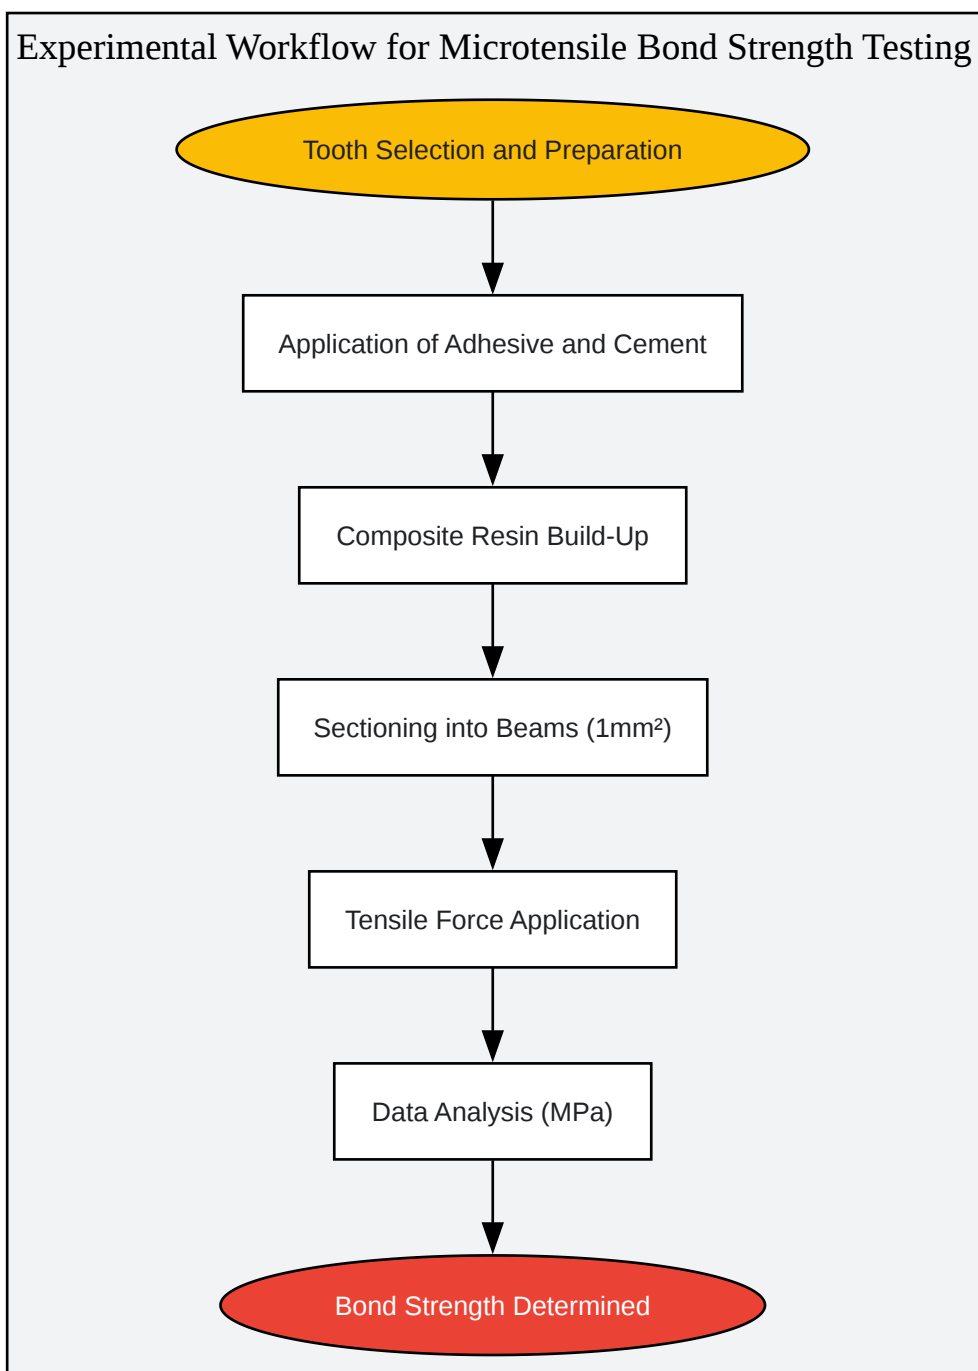 Experimental Workflow for Microtensile Bond Strength Testing
Tooth Selection and Preparation
Application of Adhesive and Cement
Composite Resin Build-Up
Sectioning into Beams (1mm²)
Tensile Force Application
Data Analysis (MPa)
Bond Strength Determined